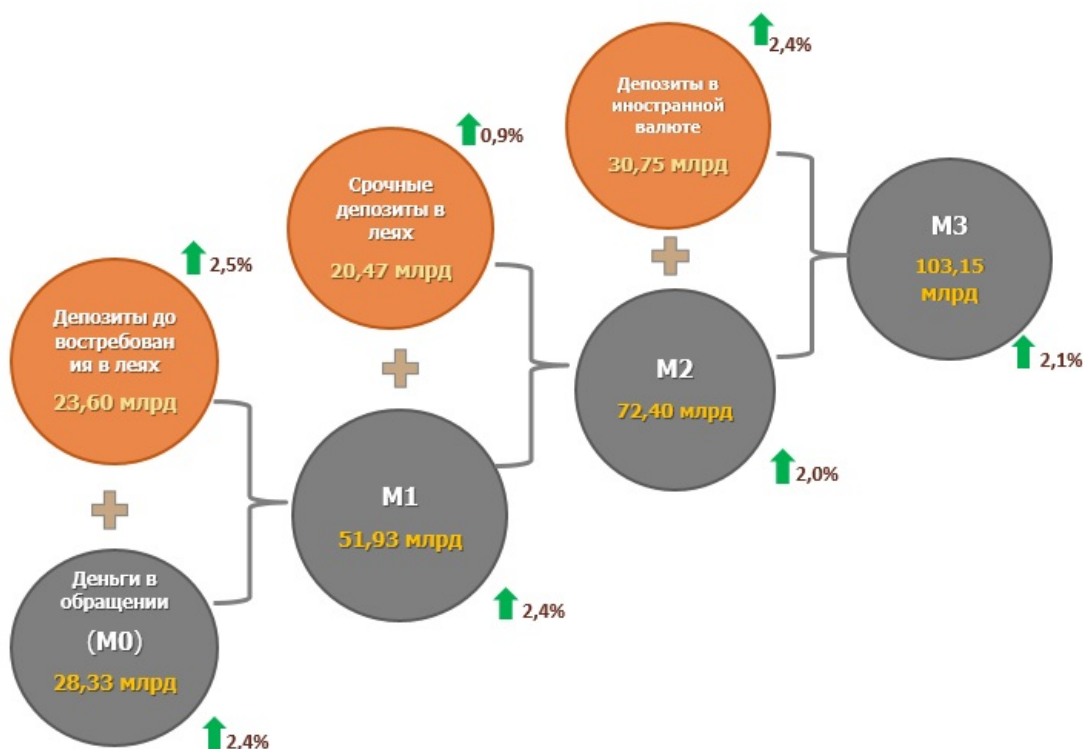 2,4%
Депозиты в
иностранной
валюте
30,75 млрд
0,9%
Срочные
депозиты в
леях
20,47 млрд
M3
103,15
млрд
2,1%
2,5%
Депозиты до
востребован
ия в леях
23,60 млрд
M2
72,40 млрд
2,0%
M1
51,93 млрд
2,4%
Деньги в
обращении
(M0)
28,33 млрд
2,4%